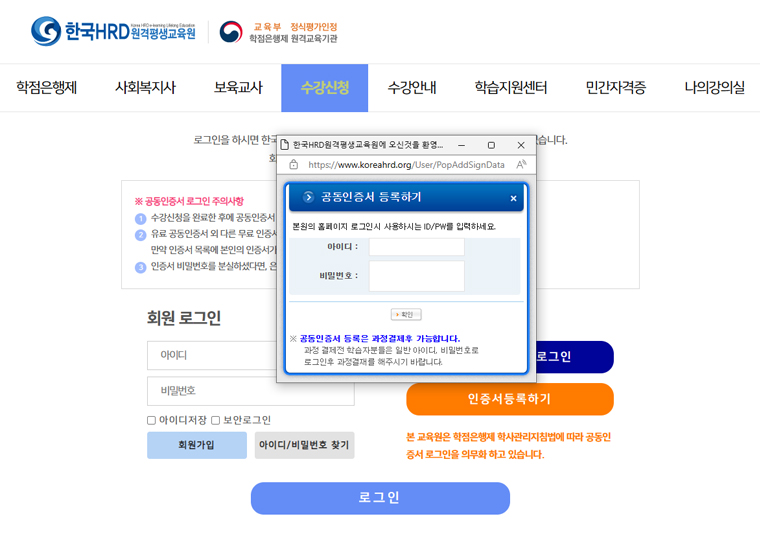 한국HRD원격평생교육원
Korea HRD e-learning Lifelong Education
교육부 정식평가인정
학점은행제 원격교육기관
학점은행제 사회복지사 보육교사 수강신청 수강안내 학습지원센터 민간자격증 나의강의실
로그인을 하시면 한국
습니다.
회
※ 공동인증서 로그인 주의사항
1 수강신청을 완료한 후에 공동인증서
2 유료 공동인증서 외 다른 무료 인증서
만약 인증서 목록에 본인의 인증서가
3 인증서 비밀번호를 분실하셨다면, 은
한국HRD원격평생교육원에 오신것을 환영...
https://www.koreahrd.org/User/PopAddSignData
공동인증서 등록하기
본원의 홈페이지 로그인시 사용하시는 ID/PW를 입력하세요.
아이디 :
비밀번호 :
확인
※ 공동인증서 등록은 과정결제후 가능합니다.
과정 결제전 학습자분들은 일반 아이디, 비밀번호로
로그인후 과정결재를 해주시기 바랍니다.
회원 로그인
아이디
비밀번호
아이디저장 보안로그인
회원가입 아이디/비밀번호 찾기
로그인
인증서등록하기
본 교육원은 학점은행제 학사관리지침법에 따라 공동인
증서 로그인을 의무화 하고 있습니다.
로그인